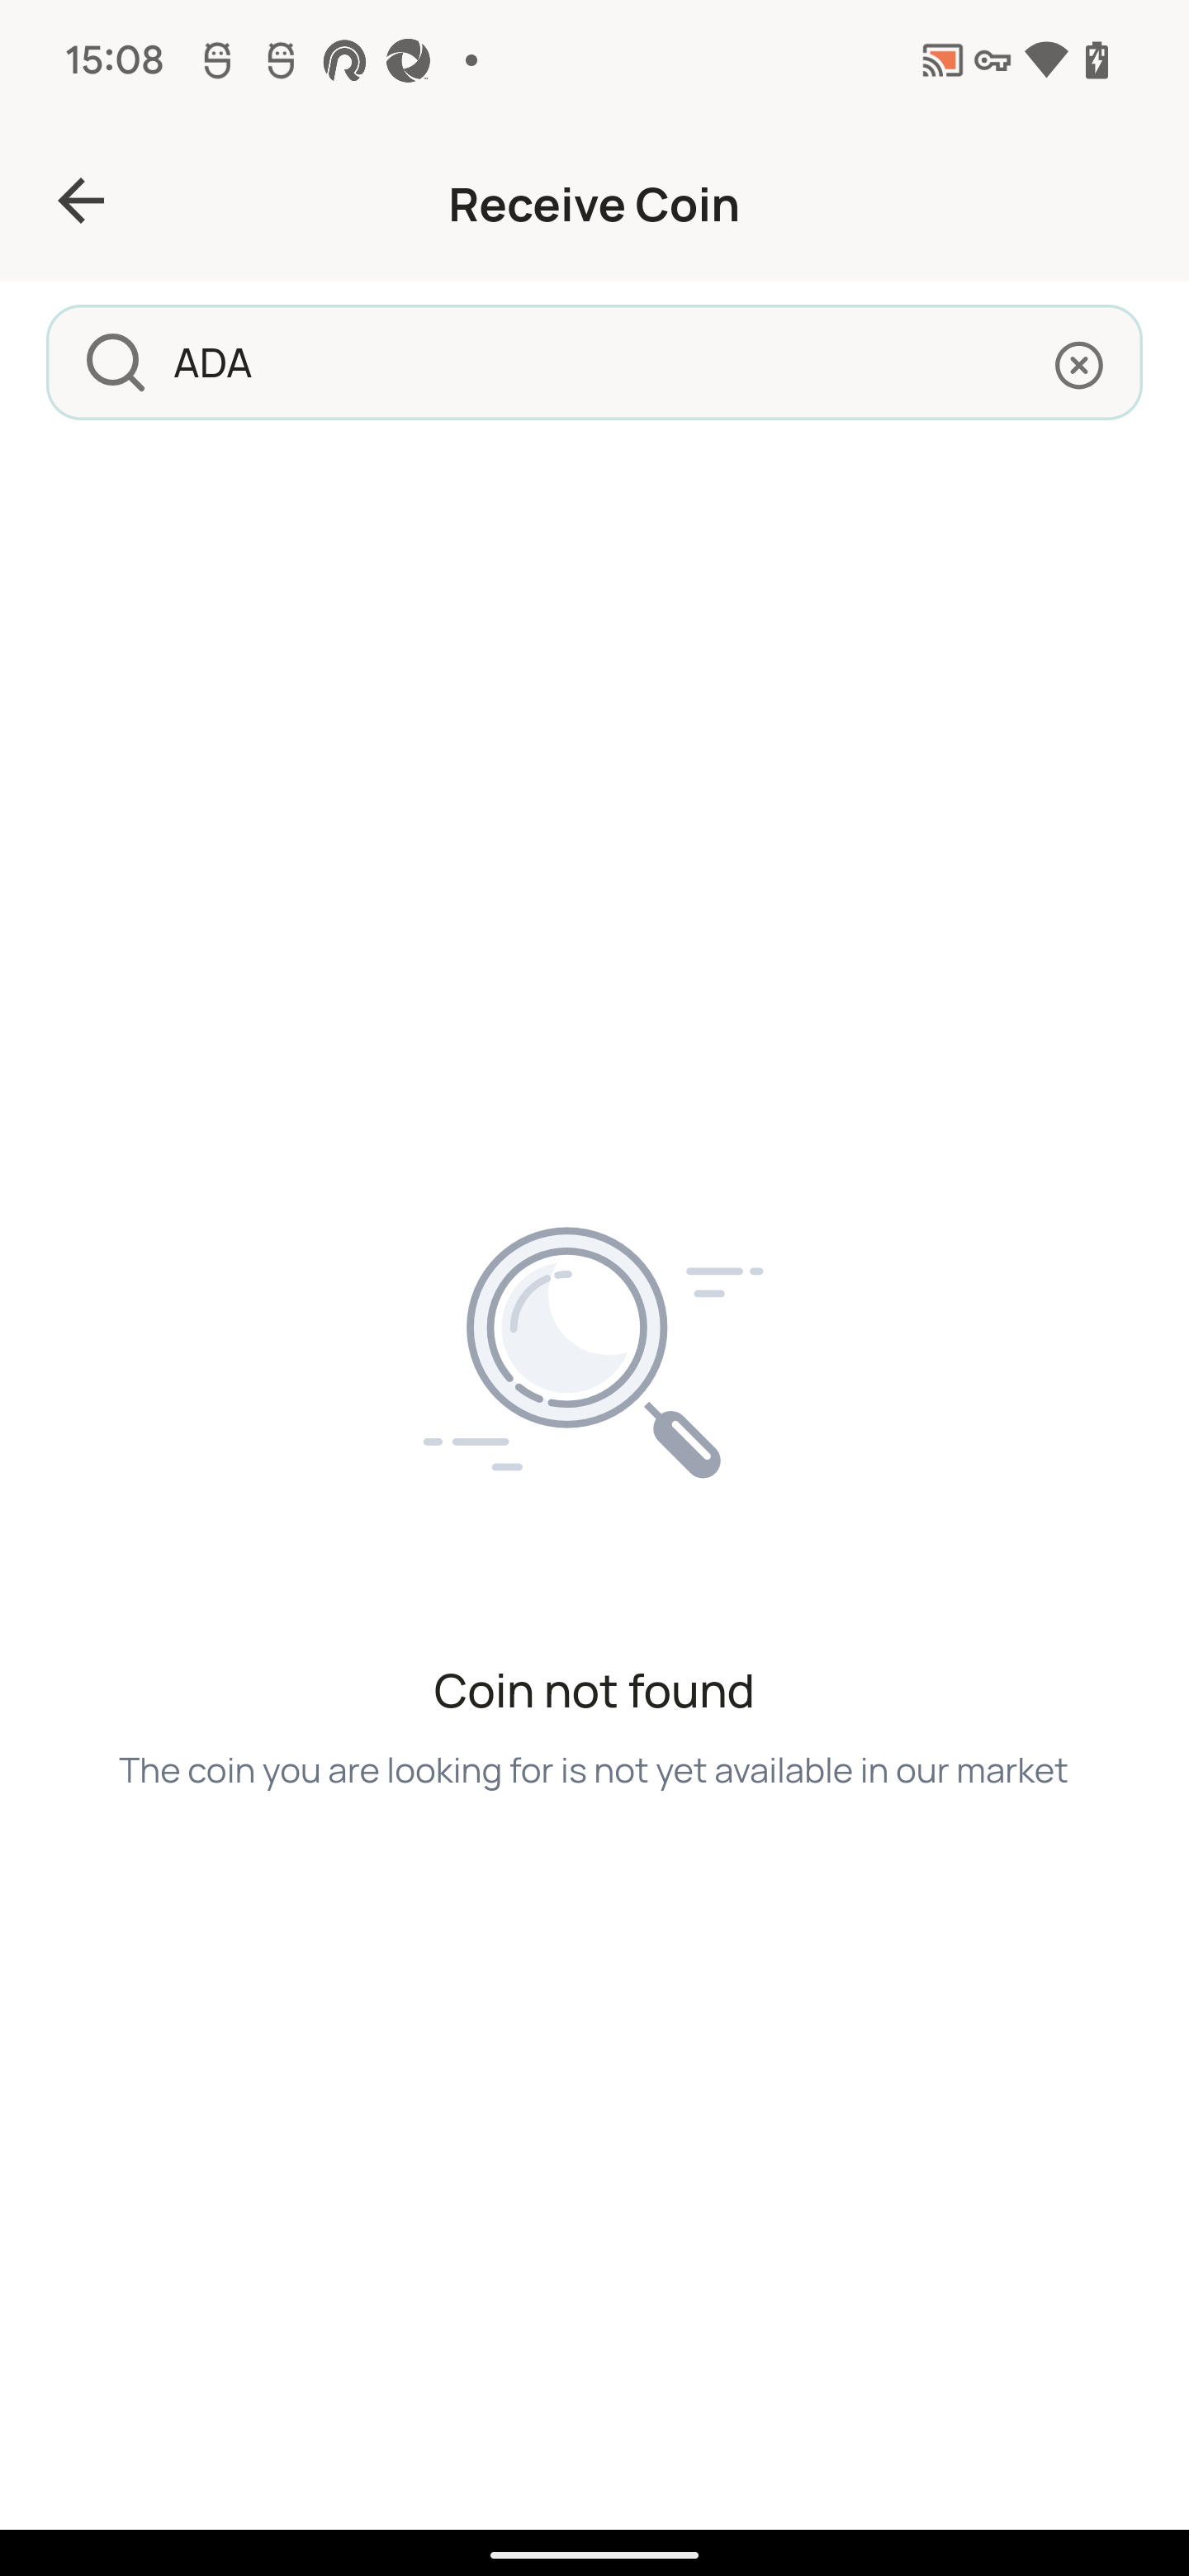 15:08
Receive Coin
ADA
Coin not found
The coin you are looking for is not yet available in our market